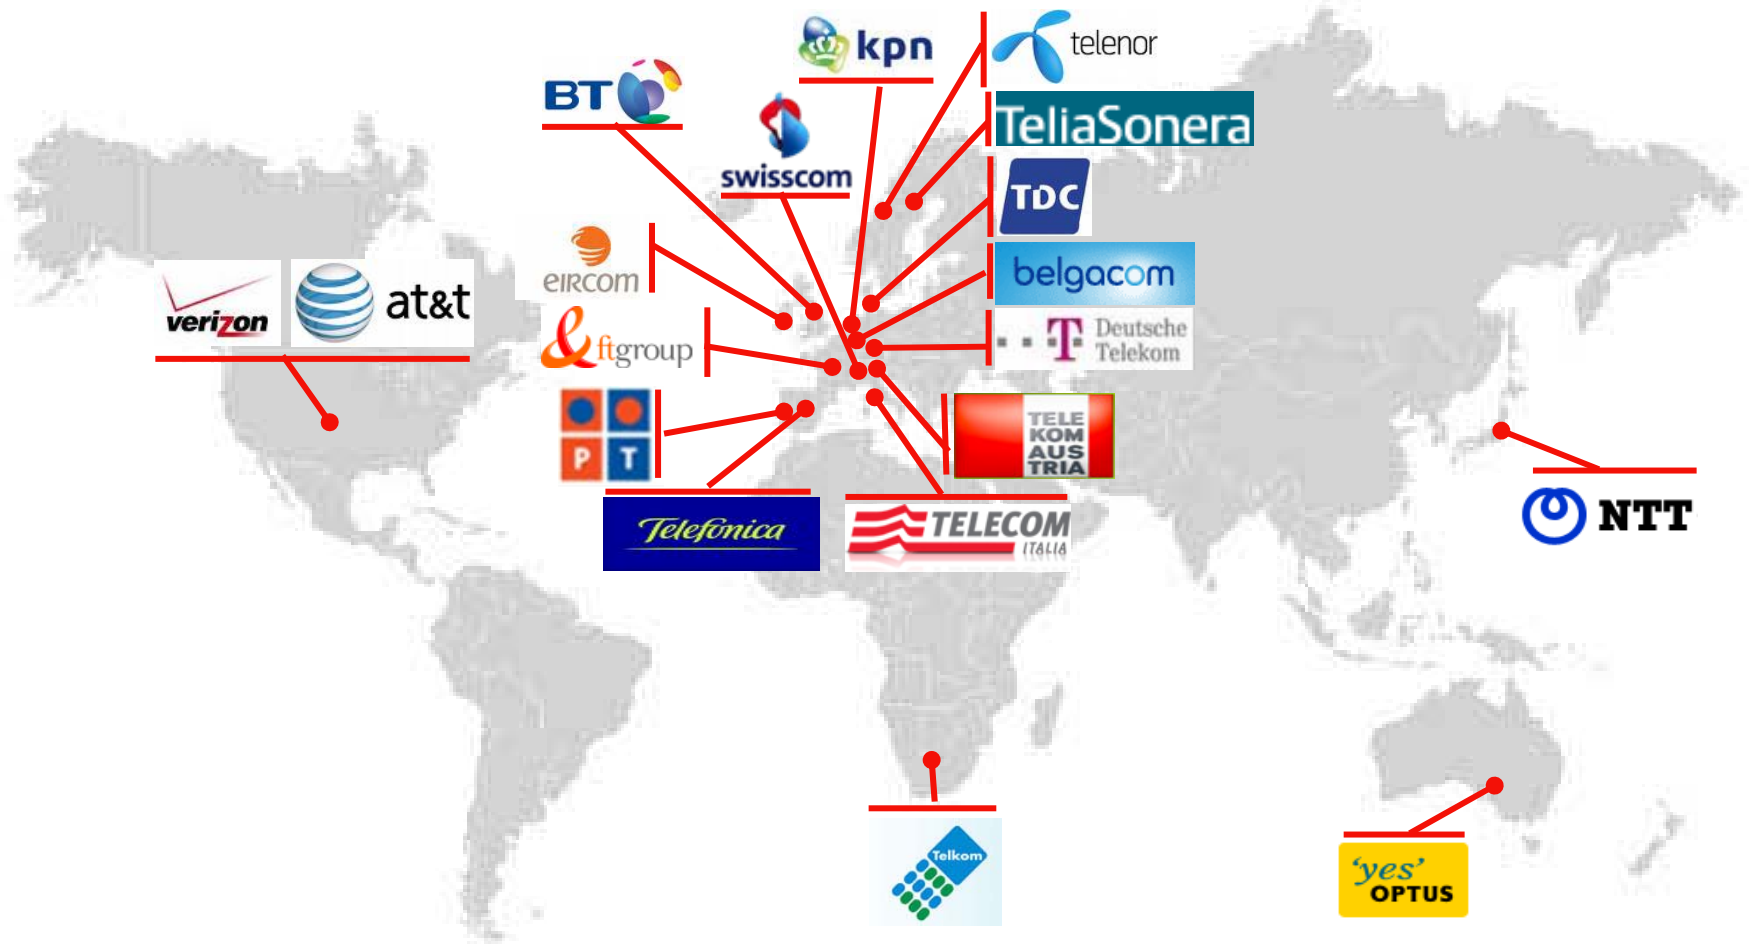 kpn
telenor
BT
TeliaSonera
swisscom
TDC
eircom
belgacom
verizon
at&t
ftgroup
Deutsche
Telekom
T
P T
TELE
KOM
AUS
TRIA
Telefónica
TELECOM
ITALIA
NTT
Telkom
'yes'
OPTUS